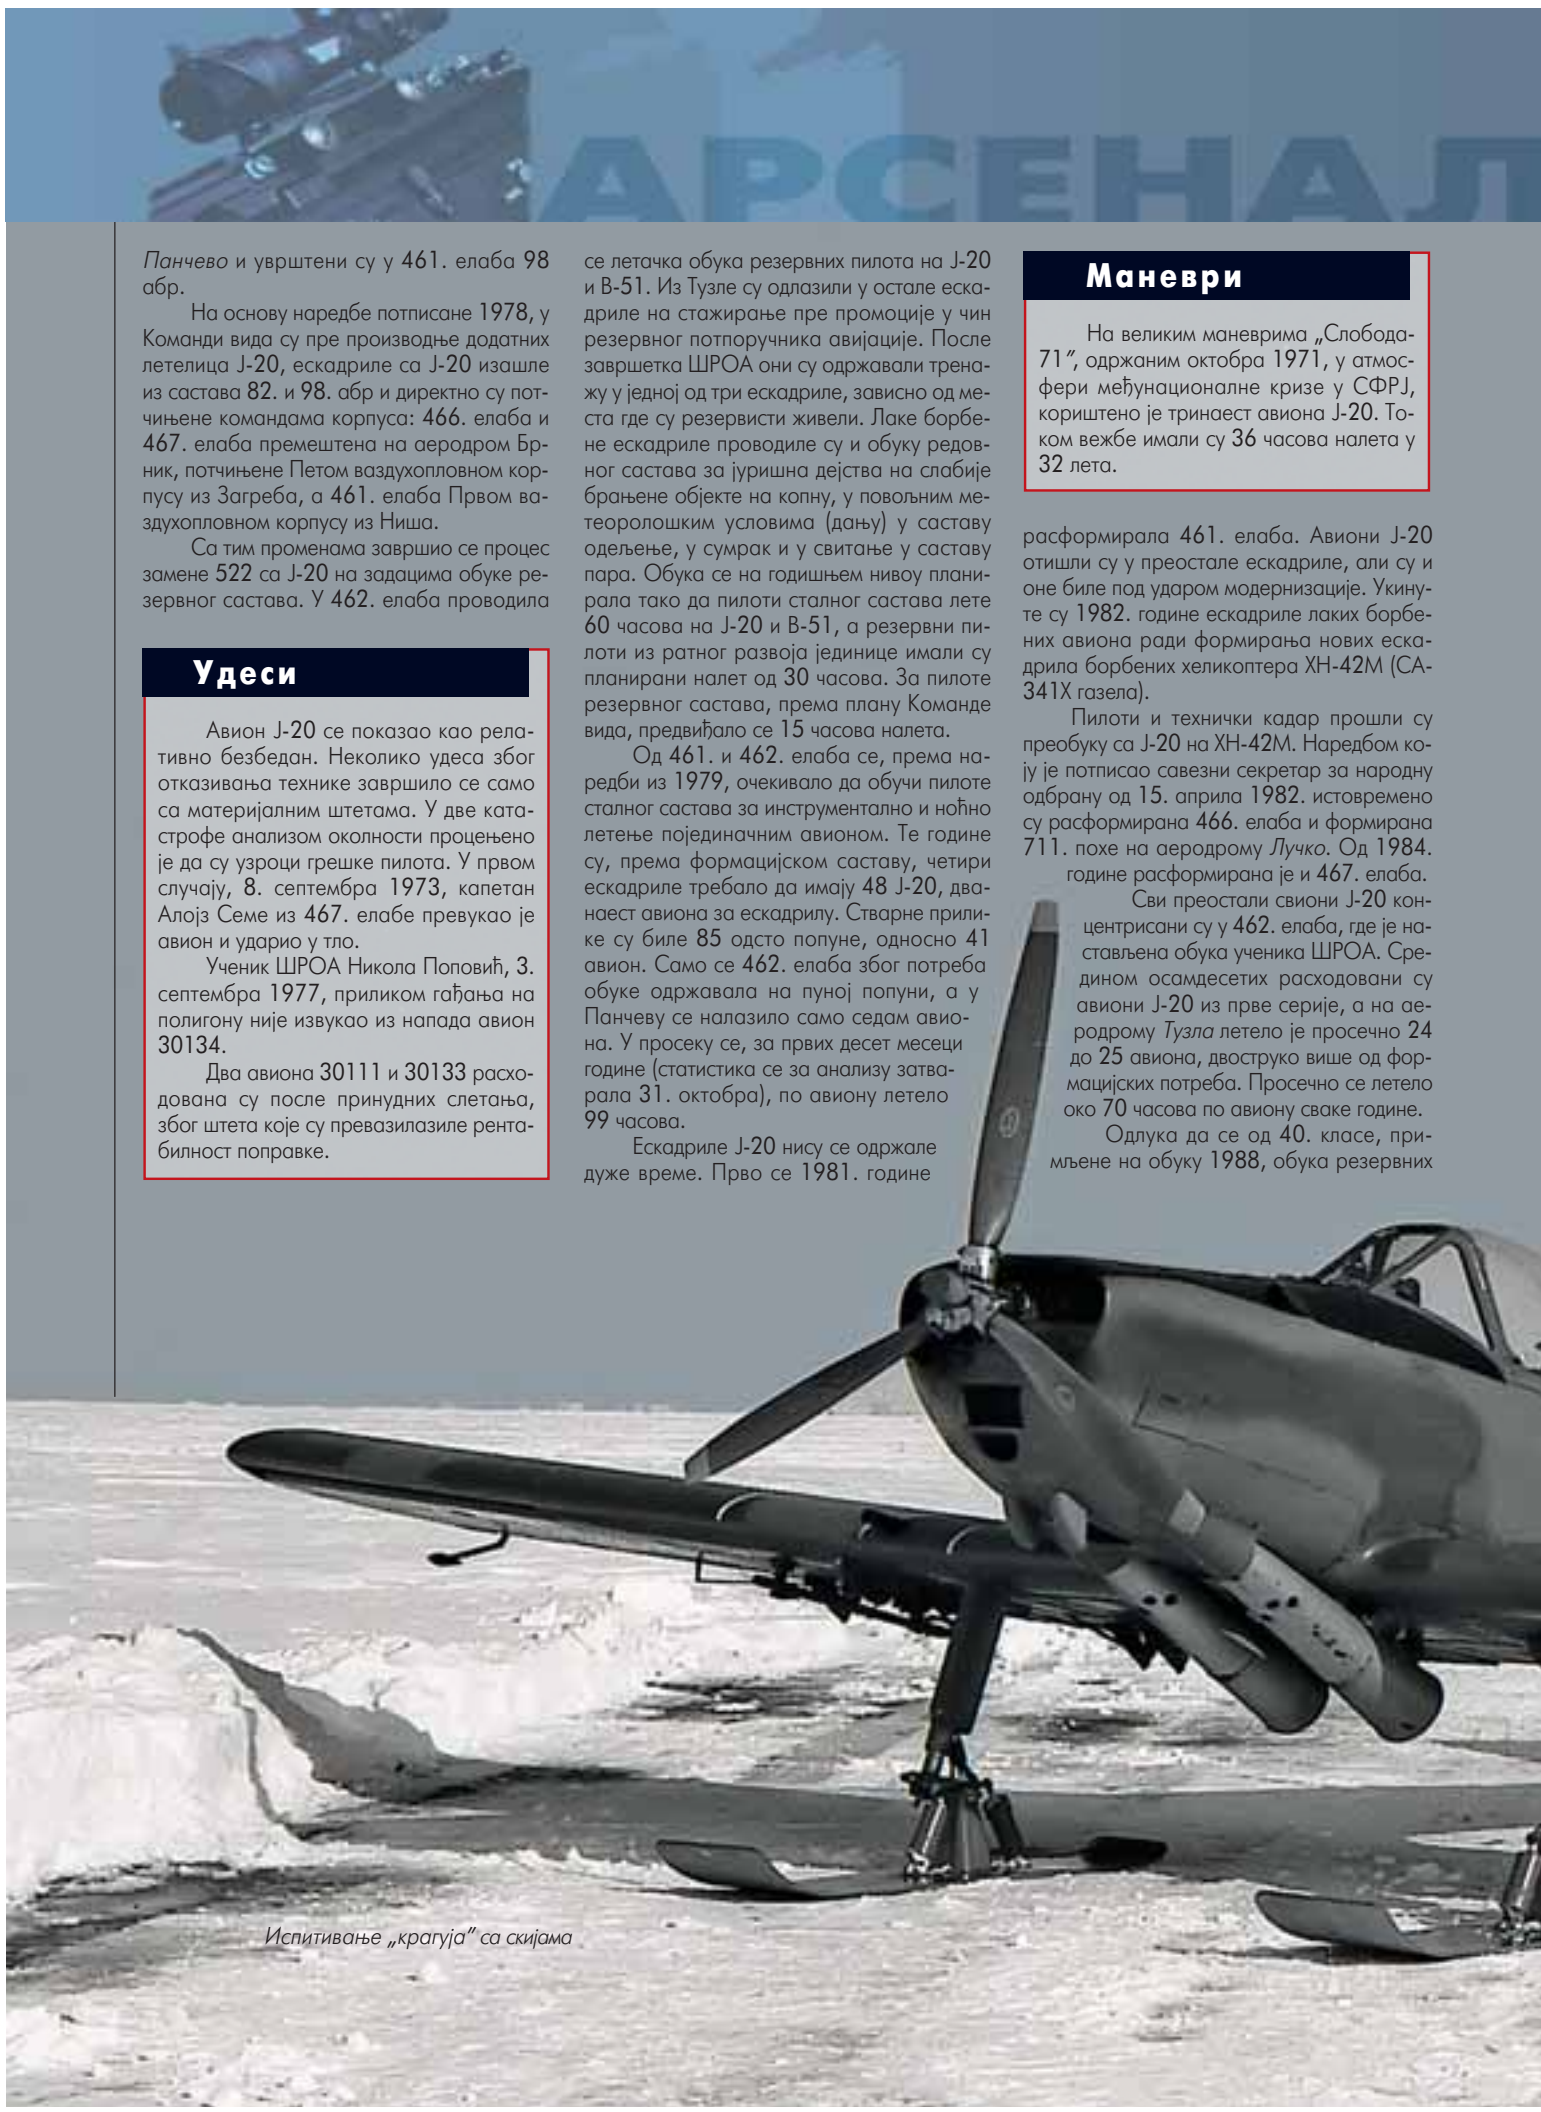 АРСЕНАЛ
Панчево и уврштени су у 461. елаба 98
абр.
На основу наредбе потписане 1978, у
Команди вида су пре производње додатних
летелица Ј-20, ескадриле са Ј-20 изашле
из састава 82. и 98. абр и директно су пот-
чињене командама корпуса: 466. елаба и
467. елаба премештена на аеродром Бр-
ник, потчињене Петом ваздухопловном кор-
пусу из Загреба, а 461. елаба Првом ва-
здухопловном корпусу из Ниша.
Са тим променама завршио се процес
замене 522 са Ј-20 на задацима обуке ре-
зервног састава. У 462. елаба проводила
Удеси
Авион Ј-20 се показао као рела-
тивно безбедан. Неколико удеса због
отказивања технике завршило се само
са материјалним штетама. У две ката-
строфе анализом околности процењено
је да су узроци грешке пилота. У првом
случају, 8. септембра 1973, капетан
Алојз Семе из 467. елабе превукао је
авион и ударио у тло.
Ученик ШРОА Никола Поповић, 3.
септембра 1977, приликом гађања на
полигону није извукао из напада авион
30134.
Два авиона 30111 и 30133 расхо-
дована су после принудних слетања,
због штета које су превазилазиле рента-
билност поправке.
се летачка обука резервних пилота на Ј-20
и В-51. Из Тузле су одлазили у остале еска-
дриле на стажирање пре промоције у чин
резервног потпоручника авијације. После
завршетка ШРОА они су одржавали трена-
жу у једној од три ескадриле, зависно од ме-
ста где су резервисти живели. Лаке борбе-
не ескадриле проводиле су и обуку редов-
ног састава за јуришна дејства на слабије
брањене објекте на копну, у повољним ме-
теоролошким условима (дању) у саставу
одељење, у сумрак и у свитање у саставу
пара. Обука се на годишњем нивоу плани-
рала тако да пилоти сталног састава лете
60 часова на Ј-20 и В-51, а резервни пи-
лоти из ратног развоја јединице имали су
планирани налет од 30 часова. За пилоте
резервног састава, према плану Команде
вида, предвиђало се 15 часова налета.
Од 461. и 462. елаба се, према на-
редби из 1979, очекивало да обучи пилоте
сталног састава за инструментално и ноћно
летење појединачним авионом. Те године
су, према формацијском саставу, четири
ескадриле требало да имају 48 Ј-20, два-
наест авиона за ескадрилу. Стварне прили-
ке су биле 85 одсто попуне, односно 41
авион. Само се 462. елаба због потреба
обуке одржавала на пуној попуни, а у
Панчеву се налазило само седам авио-
на. У просеку се, за првих десет месеци
године (статистика се за анализу затва-
рала 31. октобра), по авиону летело
99 часова.
Ескадриле Ј-20 нису се одржале
дуже време. Прво се 1981. године
Маневри
На великим маневрима „Слобода-
71”, одржаним октобра 1971, у атмос-
фери међунационалне кризе у СФРЈ,
кориштено је тринаест авиона Ј-20. То-
ком вежбе имали су 36 часова налета у
32 лета.
расформирала 461. елаба. Авиони Ј-20
отишли су у преостале ескадриле, али су и
оне биле под ударом модернизације. Укину-
те су 1982. године ескадриле лаких борбе-
них авиона ради формирања нових еска-
дрила борбених хеликоптера ХН-42М (СА-
341Х газела).
Пилоти и технички кадар прошли су
преобуку са Ј-20 на ХН-42М. Наредбом ко-
ју је потписао савезни секретар за народну
одбрану од 15. априла 1982. истовремено
су расформирана 466. елаба и формирана
711. похе на аеродрому Лучко. Од 1984.
године расформирана је и 467. елаба.
Сви преостали свиони Ј-20 кон-
центрисани су у 462. елаба, где је на-
стављена обука ученика ШРОА. Сре-
дином осамдесетих расходовани су
авиони Ј-20 из прве серије, а на ае-
родрому Тузла летело је просечно 24
до 25 авиона, двоструко више од фор-
мацијских потреба. Просечно се летело
око 70 часова по авиону сваке године.
Одлука да се од 40. класе, при-
мљене на обуку 1988, обука резервних
Испитивање „крагуја” са скијама